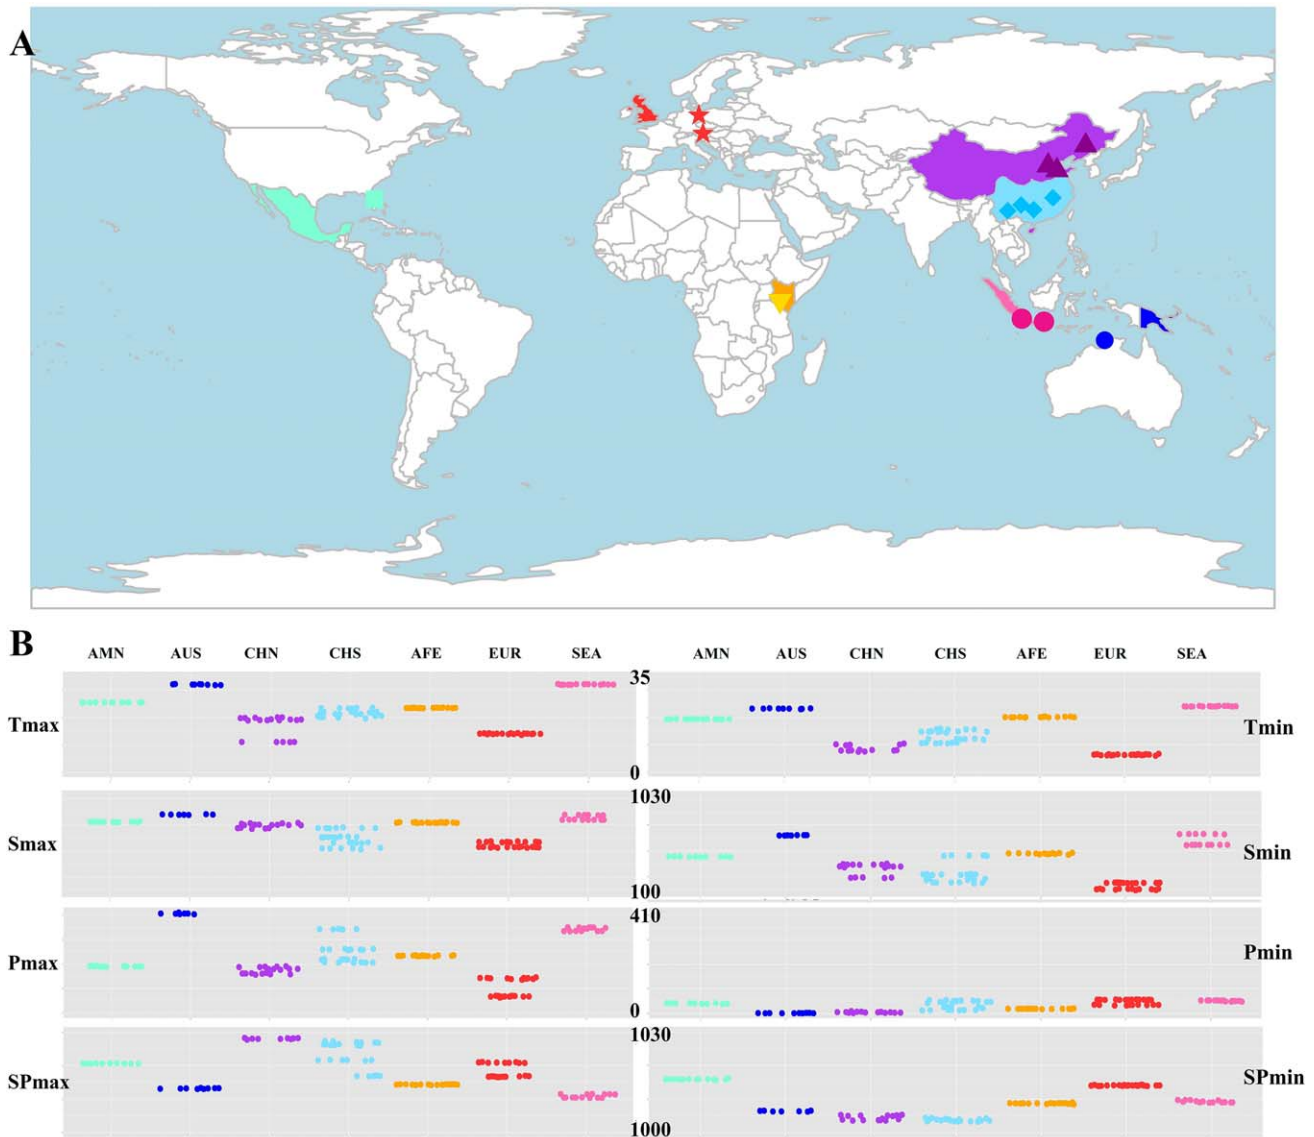 A
B
AMN AUS CHN CHS AFE EUR SEA AMN AUS CHN CHS AFE EUR SEA
35
Tmax Tmin
0
1030
Smax Smin
100
410
Pmax Pmin
0
1030
SPmax SPmin
1000